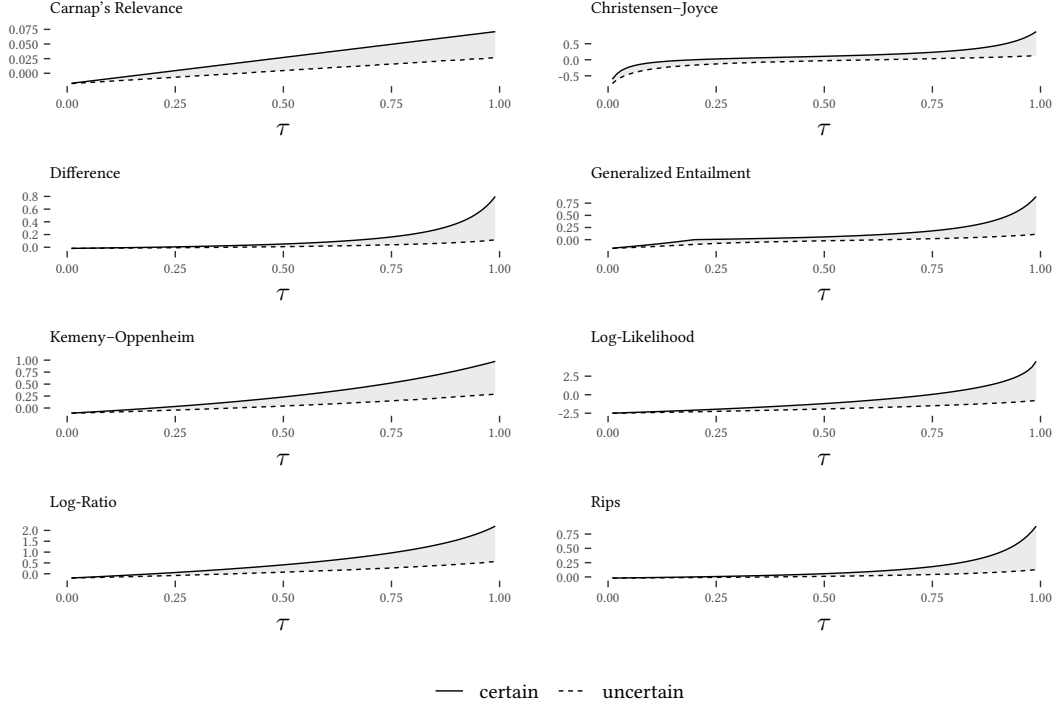 Carnap’s Relevance
0.075
0.050
0.025
0.000
0.00 0.25 0.50 0.75 1.00
τ
Christensen–Joyce
0.5
0.0
-0.5
0.00 0.25 0.50 0.75 1.00
τ
Difference
0.8
0.6
0.4
0.2
0.0
0.00 0.25 0.50 0.75 1.00
τ
Generalized Entailment
0.75
0.50
0.25
0.00
0.00 0.25 0.50 0.75 1.00
τ
Kemeny–Oppenheim
1.00
0.75
0.50
0.25
0.00
0.00 0.25 0.50 0.75 1.00
τ
Log-Likelihood
2.5
0.0
-2.5
0.00 0.25 0.50 0.75 1.00
τ
Log-Ratio
2.0
1.5
1.0
0.5
0.0
0.00 0.25 0.50 0.75 1.00
τ
Rips
0.75
0.50
0.25
0.00
0.00 0.25 0.50 0.75 1.00
τ
certain uncertain